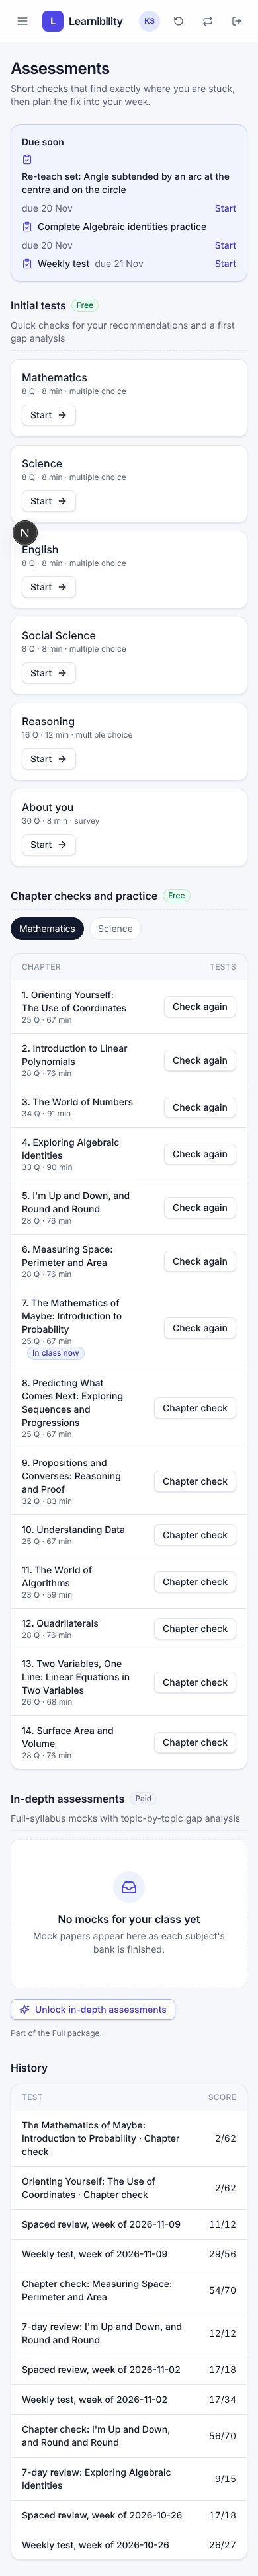 L Learnibility KS
Assessments
Short checks that find exactly where you are stuck,
then plan the fix into your week.
Due soon
Re-teach set: Angle subtended by an arc at the
centre and on the circle
due 20 Nov Start
Complete Algebraic identities practice
due 20 Nov Start
Weekly test due 21 Nov Start
Initial tests Free
Quick checks for your recommendations and a first
gap analysis
Mathematics
8 Q · 8 min · multiple choice
Start
Science
8 Q · 8 min · multiple choice
Start
N
English
8 Q · 8 min · multiple choice
Start
Social Science
8 Q · 8 min · multiple choice
Start
Reasoning
16 Q · 12 min · multiple choice
Start
About you
30 Q · 8 min · survey
Start
Chapter checks and practice Free
Mathematics Science
CHAPTER TESTS
1. Orienting Yourself:
The Use of Coordinates
25 Q · 67 min
Check again
2. Introduction to Linear
Polynomials
28 Q · 76 min
Check again
3. The World of Numbers
34 Q · 91 min
Check again
4. Exploring Algebraic
Identities
33 Q · 90 min
Check again
5. I'm Up and Down, and
Round and Round
28 Q · 76 min
Check again
6. Measuring Space:
Perimeter and Area
28 Q · 76 min
Check again
7. The Mathematics of
Maybe: Introduction to
Probability
25 Q · 67 min
In class now
Check again
8. Predicting What
Comes Next: Exploring
Sequences and
Progressions
25 Q · 67 min
Chapter check
9. Propositions and
Converses: Reasoning
and Proof
32 Q · 83 min
Chapter check
10. Understanding Data
25 Q · 67 min
Chapter check
11. The World of
Algorithms
23 Q · 59 min
Chapter check
12. Quadrilaterals
28 Q · 76 min
Chapter check
13. Two Variables, One
Line: Linear Equations in
Two Variables
26 Q · 68 min
Chapter check
14. Surface Area and
Volume
28 Q · 76 min
Chapter check
In-depth assessments Paid
Full-syllabus mocks with topic-by-topic gap analysis
No mocks for your class yet
Mock papers appear here as each subject's
bank is finished.
Unlock in-depth assessments
Part of the Full package.
History
TEST SCORE
The Mathematics of Maybe:
Introduction to Probability · Chapter
check
2/62
Orienting Yourself: The Use of
Coordinates · Chapter check
2/62
Spaced review, week of 2026-11-09 11/12
Weekly test, week of 2026-11-09 29/56
Chapter check: Measuring Space:
Perimeter and Area
54/70
7-day review: I'm Up and Down, and
Round and Round
12/12
Spaced review, week of 2026-11-02 17/18
Weekly test, week of 2026-11-02 17/34
Chapter check: I'm Up and Down,
and Round and Round
56/70
7-day review: Exploring Algebraic
Identities
9/15
Spaced review, week of 2026-10-26 17/18
Weekly test, week of 2026-10-26 26/27